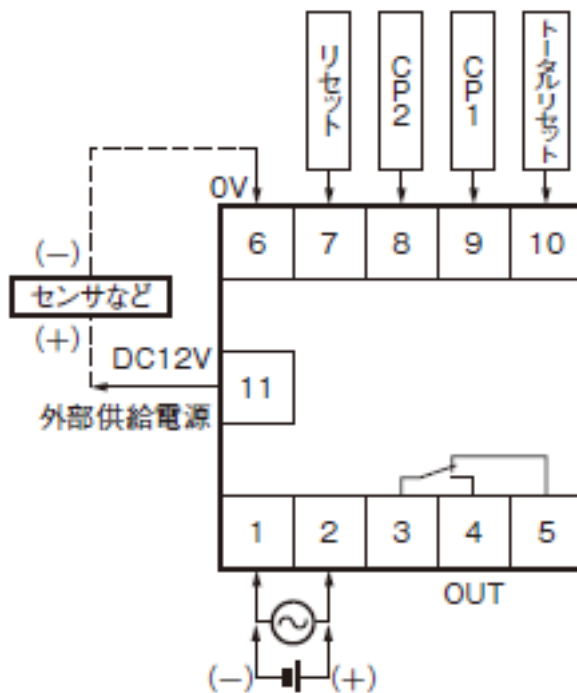 リセット
CP2
CP1
トータルリセット
0V
6 7 8 9 10
(−)
センサなど
(+)
DC12V
11
外部供給電源
1 2 3 4 5
OUT
(−) (+)